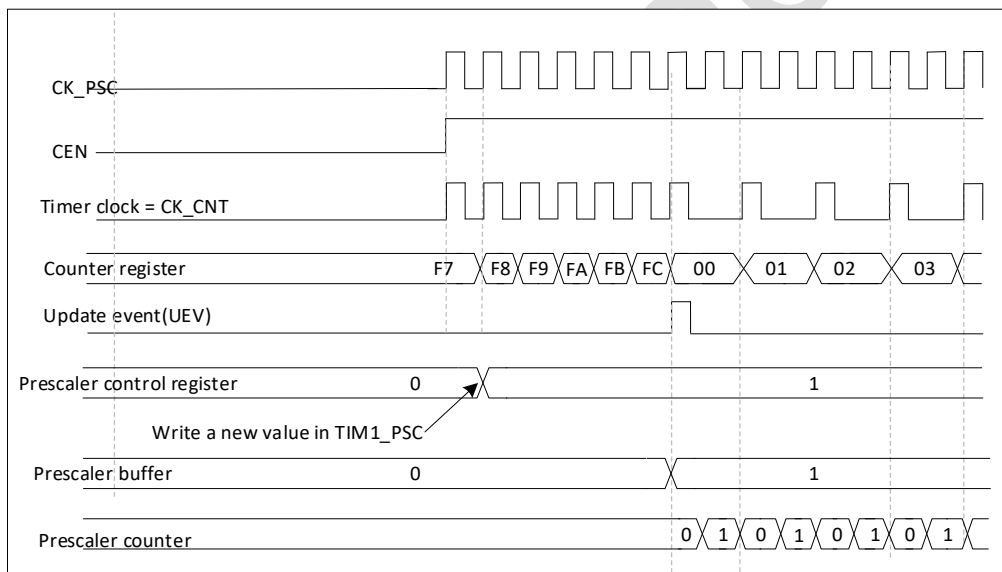 CK_PSC
CEN
Timer clock = CK_CNT
Counter register F7 F8 F9 FA FB FC 00 01 02 03
Update event(UEV)
Prescaler control register 0 1
Write a new value in TIM1_PSC
Prescaler buffer 0 1
Prescaler counter 0 1 0 1 0 1 0 1